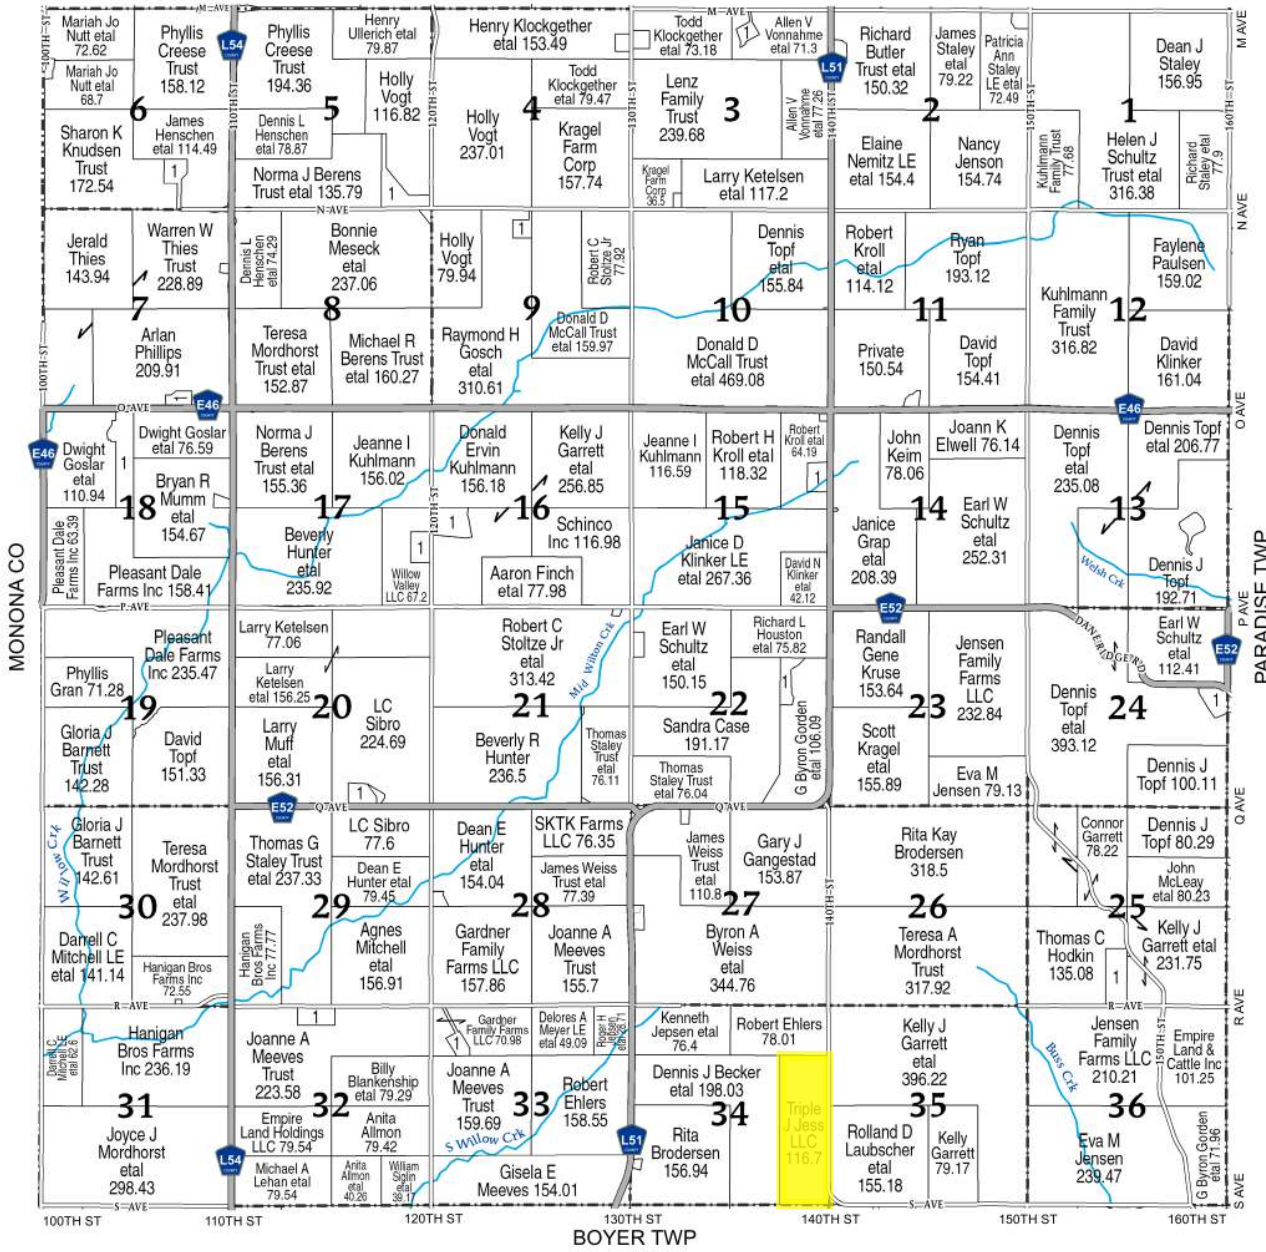 M AVE
M AVE
100TH ST
L54
110TH ST
120TH ST
130TH ST
L51
140TH ST
150TH ST
160TH ST
M AVE
Mariah Jo
Nutt etal
72.62
Mariah Jo
Nutt etal
68.7
Phyllis
Creese
Trust
158.12
6
Sharon K
Knudsen
Trust
172.54
James
Henschen
etal 114.49
1
Phyllis
Creese
Trust
194.36
Henry
Ullerich etal
79.87
Holly
Vogt
116.82
5
Dennis L
Henschen
etal 78.87
Norma J Berens
Trust etal 135.79
1
Henry Klockgether
etal 153.49
Todd
Klockgether
etal 79.47
4
Holly
Vogt
237.01
Kragel
Farm
Corp
157.74
Todd
Klockgether
etal 73.18
1
Allen V
Vonnahme
etal 71.3
Lenz
Family
Trust
239.68
3
Allen V
Vonnahme
etal 77.26
Kragel
Farm
Corp
36.5
Larry Ketelsen
etal 117.2
Richard
Butler
Trust etal
150.32
James
Staley
etal
79.22
Patricia
Ann
Staley
LE etal
72.49
2
Elaine
Nemitz LE
etal 154.4
Nancy
Jenson
154.74
Dean J
Staley
156.95
1
Kuhlmann
Family Trust
77.68
Helen J
Schultz
Trust etal
316.38
Richard
Staley etal
77.9
N AVE
N AVE
Jerald
Thies
143.94
Warren W
Thies
Trust
228.89
7
Arlan
Phillips
209.91
1
100TH ST
Dennis L
Henschen
etal 74.29
Bonnie
Meseck
etal
237.06
8
Teresa
Mordhorst
Trust etal
152.87
Michael R
Berens Trust
etal 160.27
Holly
Vogt
79.94
1
Robert C
Stoltze Jr
77.92
9
Raymond H
Gosch
etal
310.61
Donald D
McCall Trust
etal 159.97
Dennis
Topf
etal
155.84
10
Donald D
McCall Trust
etal 469.08
Robert
Kroll
etal
114.12
Ryan
Topf
193.12
11
Private
150.54
David
Topf
154.41
Kuhlmann
Family
Trust
316.82
12
Faylene
Paulsen
159.02
David
Klinker
161.04
O AVE
E46
E46
E46
O AVE
Dwight
Goslar
etal
110.94
1
Dwight Goslar
etal 76.59
Bryan R
Mumm
etal
154.67
18
Pleasant Dale
Farms Inc 63.39
Pleasant Dale
Farms Inc 158.41
P AVE
Norma J
Berens
Trust etal
155.36
Jeanne I
Kuhlmann
156.02
17
Beverly
Hunter
etal
235.92
1
Willow
Valley
LLC 67.2
120TH ST
Donald
Ervin
Kuhlmann
156.18
Kelly J
Garrett
etal
256.85
16
1
Schinco
Inc 116.98
Aaron Finch
etal 77.98
Jeanne I
Kuhlmann
116.59
Robert H
Kroll etal
118.32
Robert
Kroll etal
64.19
1
15
Janice D
Klinker LE
etal 267.36
David N
Klinker
etal
42.12
John
Keim
78.06
Joann K
Elwell 76.14
14
Janice
Grap
etal
208.39
Earl W
Schultz
etal
252.31
E52
Dennis
Topf
etal
235.08
Dennis Topf
etal 206.77
13
Welsh Crk
Dennis J
Topf
192.71
P AVE
MONONA CO
PARADISE TWP
Pleasant
Dale Farms
Inc 235.47
Phyllis
Gran 71.28
19
Gloria J
Barnett
Trust
142.28
David
Topf
151.33
Larry Ketelsen
77.06
Larry
Ketelsen
etal 156.25
20
Larry
Muff
etal
156.31
LC
Sibro
224.69
1
Robert C
Stoltze Jr
etal
313.42
Mid Wilton Crk
21
Beverly R
Hunter
236.5
Thomas
Staley
Trust
etal
76.11
Earl W
Schultz
etal
150.15
Richard L
Houston
etal 75.82
1
22
Sandra Case
191.17
Thomas
Staley Trust
etal 76.04
G Byron Gorden
etal 106.09
Randall
Gene
Kruse
153.64
Jensen
Family
Farms
LLC
232.84
23
Scott
Kragel
etal
155.89
Eva M
Jensen 79.13
DANERIDGE RD
Earl W
Schultz
etal
112.41
E52
1
24
Dennis
Topf
etal
393.12
Dennis J
Topf 100.11
E52
Q AVE
Q AVE
Q AVE
Willow Crk
Gloria J
Barnett
Trust
142.61
Teresa
Mordhorst
Trust
etal
237.98
30
Darrell C
Mitchell LE
etal 141.14
Hanigan Bros
Farms Inc
72.55
Thomas G
Staley Trust
etal 237.33
LC Sibro
77.6
Dean E
Hunter etal
79.45
29
Hanigan
Bros Farms
Inc 77.77
Agnes
Mitchell
etal
156.91
Dean E
Hunter
etal
154.04
SKTK Farms
LLC 76.35
James Weiss
Trust etal
77.39
28
Gardner
Family
Farms LLC
157.86
Joanne A
Meeves
Trust
155.7
James
Weiss
Trust
etal
110.8
Gary J
Gangestad
153.87
27
Byron A
Weiss
etal
344.76
140TH ST
Rita Kay
Brodersen
318.5
26
Teresa A
Mordhorst
Trust
317.92
Connor
Garrett
78.22
Dennis J
Topf 80.29
John
McLeay
etal 80.23
25
Thomas C
Hodkin
135.08
1
Kelly J
Garrett etal
231.75
R AVE
R AVE
R AVE
Darrell C
Mitchell LE
etal 62.6
Hanigan
Bros Farms
Inc 236.19
31
Joyce J
Mordhorst
etal
298.43
1
Joanne A
Meeves
Trust
223.58
Billy
Blankenship
etal 79.29
32
Empire
Land Holdings
LLC 79.54
Anita
Allmon
79.42
Michael A
Lehan etal
79.54
Anita
Allmon
etal
40.26
William
Siglin
etal
39.17
L54
Gardner
Family Farms
LLC 70.98
1
Delores A
Meyer LE
etal 49.09
Roger H
Jepsen
etal 28.71
Joanne A
Meeves
Trust
159.69
33
Robert
Ehlers
158.55
S Willow Crk
Gisela E
Meeves 154.01
L51
Kenneth
Jepsen etal
76.4
Robert Ehlers
78.01
Dennis J Becker
etal 198.03
34
Rita
Brodersen
156.94
Triple
J Jess
LLC
116.7
Kelly J
Garrett
etal
396.22
35
Rolland D
Laubscher
etal
155.18
Kelly
Garrett
79.17
Buss Crk
Jensen
Family
Farms LLC
210.21
150TH ST
Empire
Land &
Cattle Inc
101.25
36
Eva M
Jensen
239.47
G Byron Gorden
etal 71.96
S AVE
S AVE
S AVE
100TH ST
110TH ST
120TH ST
130TH ST
140TH ST
150TH ST
160TH ST
BOYER TWP